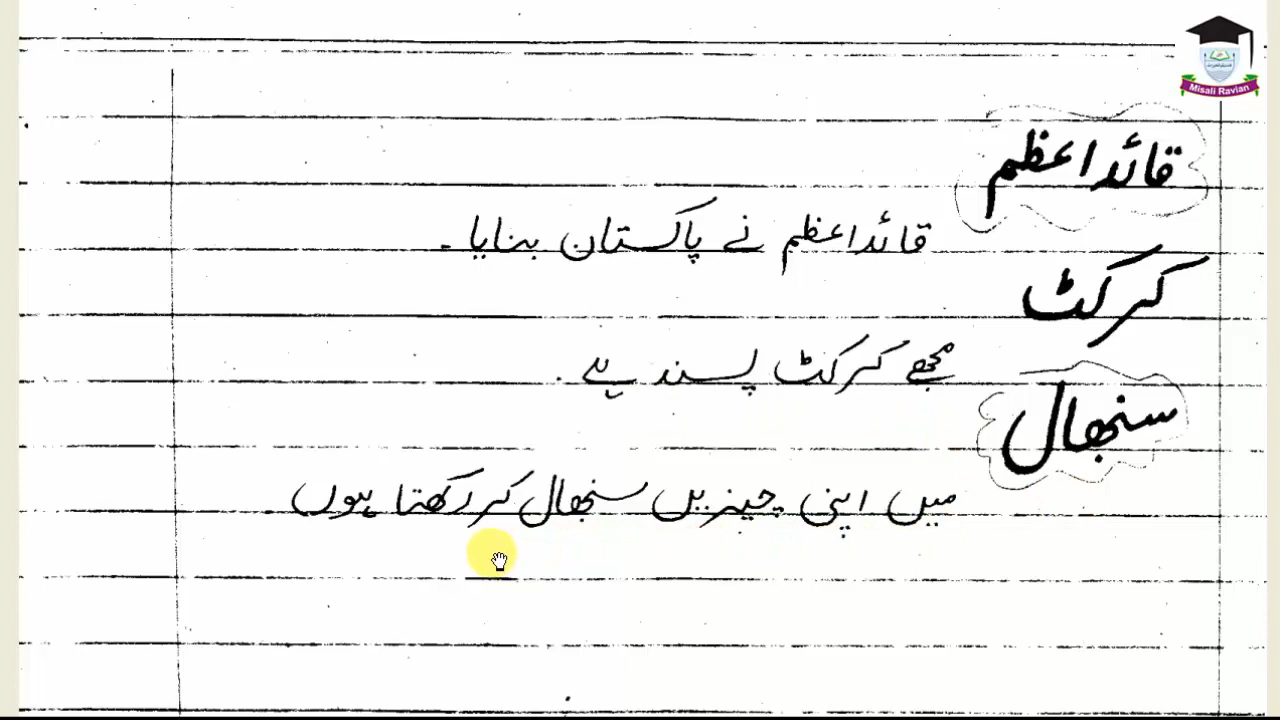 Misali Ravian
قائداعظم
قائداعظم نے پاکستان بنایا۔
کرکٹ
مجھے کرکٹ پسند ہے۔
سنبھال
میں اپنی چیزیں سنبھال کر رکھتا ہوں